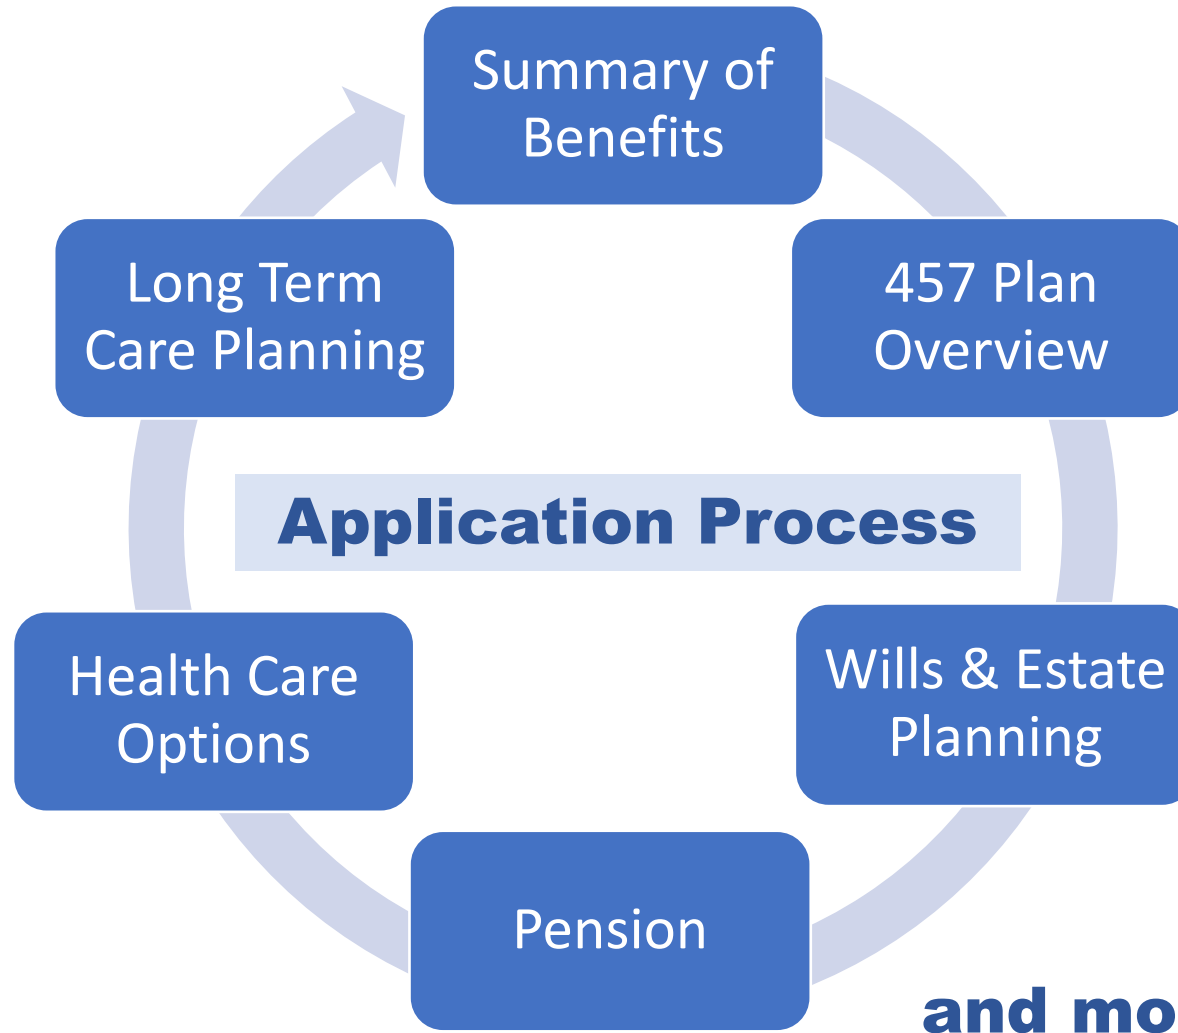 Summary of
Benefits
457 Plan
Overview
Wills & Estate
Planning
Pension
Health Care
Options
Long Term
Care Planning
Application Process
and mo